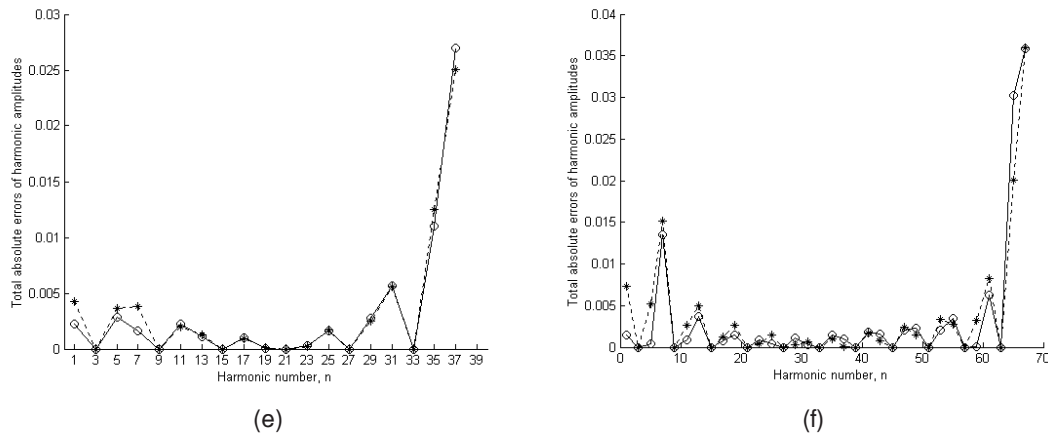 0.03
0.025
0.02
0.015
0.01
0.005
0
Total absolute errors of harmonic amplitudes
1 3 5 7 9 11 13 15 17 19 21 23 25 27 29 31 33 35 37 39
Harmonic number, n
(e)
0.04
0.035
0.03
0.025
0.02
0.015
0.01
0.005
0
Total absolute errors of harmonic amplitudes
0 10 20 30 40 50 60 70
Harmonic number, n
(f)